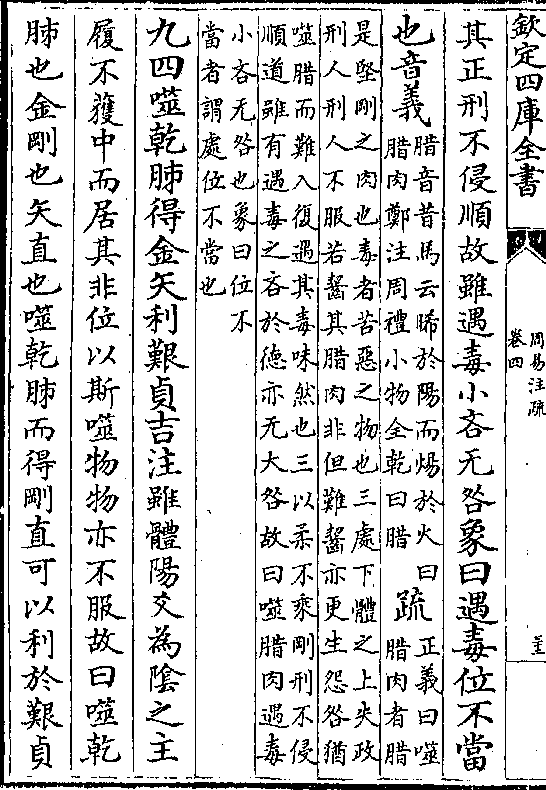 欽定四庫全書
周易注疏
卷四
其正刑不侵順故雖遇毒小吝无咎象曰遇毒位不當
也音義
腊音昔馬云晞於陽而煬於火曰
腊肉鄭注周禮小物全乾曰腊
疏
正義曰噬
腊肉者腊
是堅剛之肉也毒者苦惡之物也三處下體之上失政
刑人刑人不服若齧其腊肉非但難齧亦更生怨咎猶
噬腊而難入復遇其毒味然也三以柔不乘剛刑不侵
順道雖有遇毒之吝於德亦无大咎故曰噬腊肉遇毒
小吝无咎也象曰位不
當者謂處位不當也
九四噬乾胏得金矢利艱貞吉注雖體陽爻為陰之主
履不獲中而居其非位以斯噬物物亦不服故曰噬乾
胏也金剛也矢直也噬乾胏而得剛直可以利於艱貞